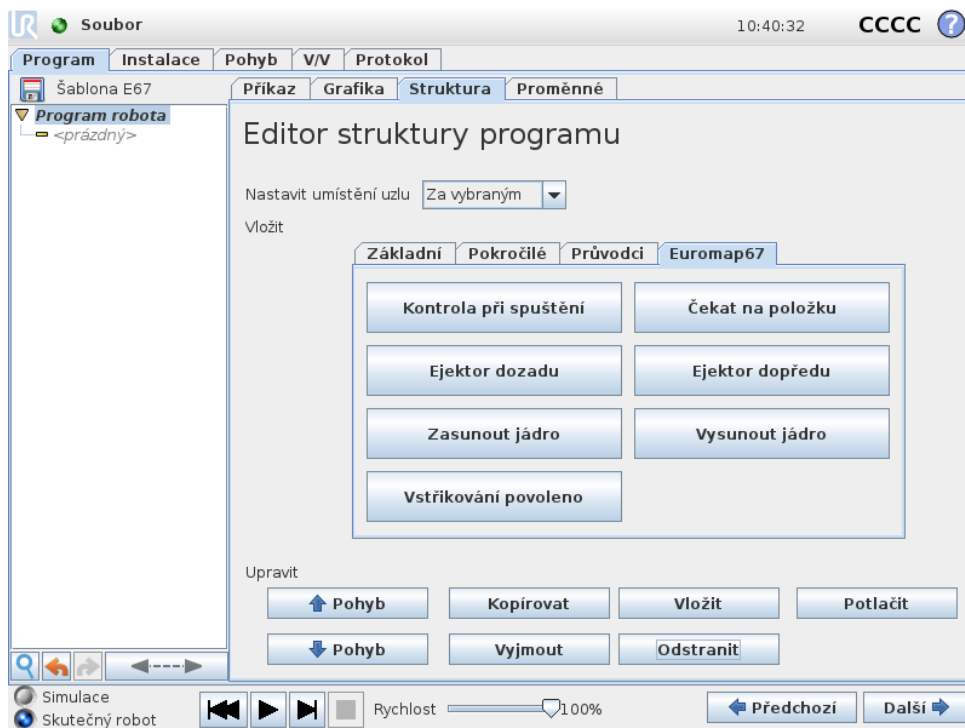 UR Soubor 10:40:32 CCCC ?
Program Instalace Pohyb V/V Protokol
Šablona E67 Příkaz Grafika Struktura Proměnné
Program robota
<prázdný>
Editor struktury programu
Nastavit umístění uzlu Za vybraným
Vložit
Základní Pokročilé Průvodci Euromap67
Kontrola při spuštění Čekat na položku
Ejektor dozadu Ejektor dopředu
Zasunout jádro Vysunout jádro
Vstřikování povoleno
Upravit
Pohyb Kopírovat Vložit Potlačit
Pohyb Vyjmout Odstranit
Simulace
Skutečný robot
Rychlost 100% Předchozí Další